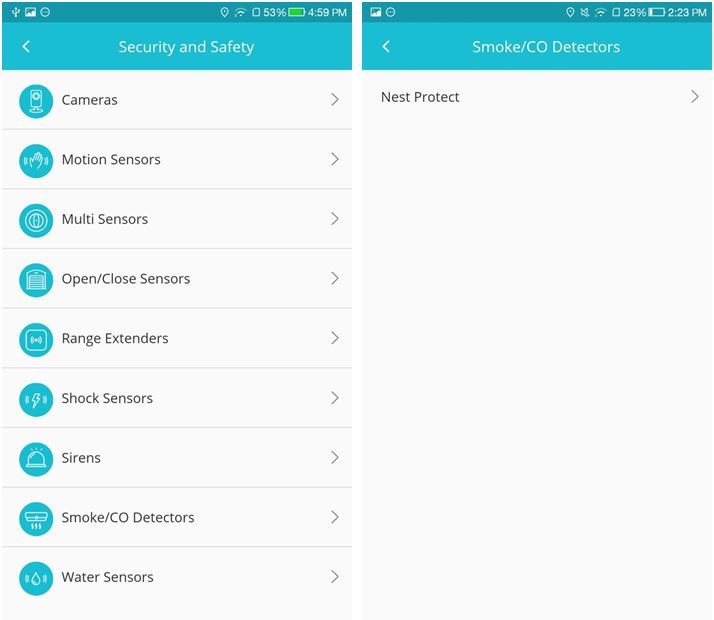 53% 4:59 PM
Security and Safety
Cameras
Motion Sensors
Multi Sensors
Open/Close Sensors
Range Extenders
Shock Sensors
Sirens
Smoke/CO Detectors
Water Sensors
23% 2:23 PM
Smoke/CO Detectors
Nest Protect